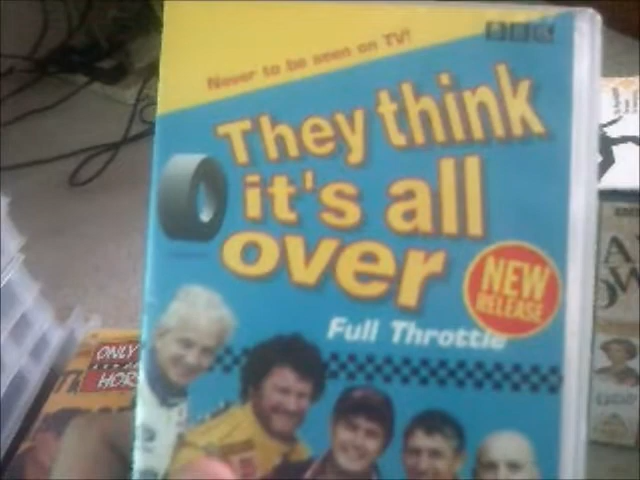 BBC
Never to be seen on TV!
They think
it's all
over
NEW
RELEASE
Full Throttle
ONLY
HOR